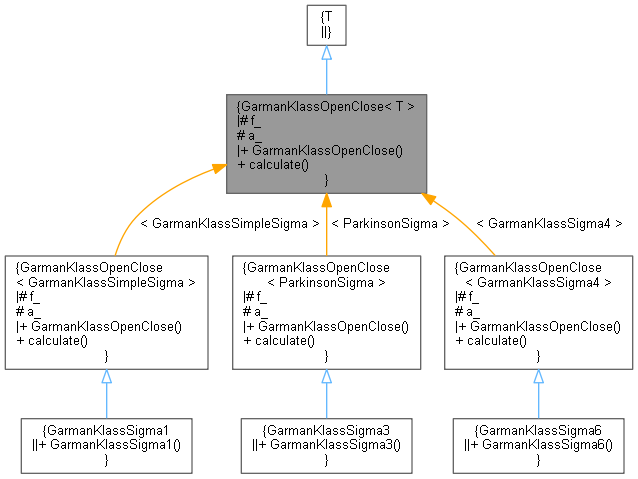 {T
||}
{GarmanKlassOpenClose< T >
|# f_
# a_
|+ GarmanKlassOpenClose()
+ calculate()
}
< GarmanKlassSimpleSigma >
< ParkinsonSigma >
< GarmanKlassSigma4 >
{GarmanKlassOpenClose
< GarmanKlassSimpleSigma >
|# f_
# a_
|+ GarmanKlassOpenClose()
+ calculate()
}
{GarmanKlassOpenClose
< ParkinsonSigma >
|# f_
# a_
|+ GarmanKlassOpenClose()
+ calculate()
}
{GarmanKlassOpenClose
< GarmanKlassSigma4 >
|# f_
# a_
|+ GarmanKlassOpenClose()
+ calculate()
}
{GarmanKlassSigma1
||+ GarmanKlassSigma1()
}
{GarmanKlassSigma3
||+ GarmanKlassSigma3()
}
{GarmanKlassSigma6
||+ GarmanKlassSigma6()
}